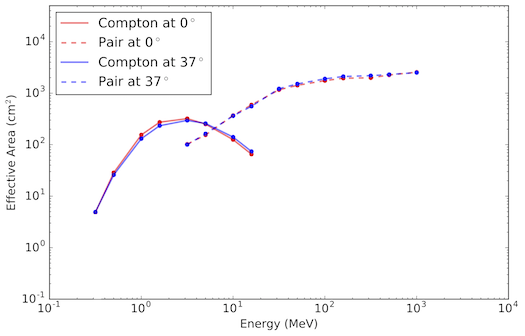 10⁴
10³
10²
10¹
10⁰
10⁻¹
Effective Area (cm²)
Compton at 0°
Pair at 0°
Compton at 37°
Pair at 37°
10⁻¹ 10⁰ 10¹ 10² 10³ 10⁴
Energy (MeV)